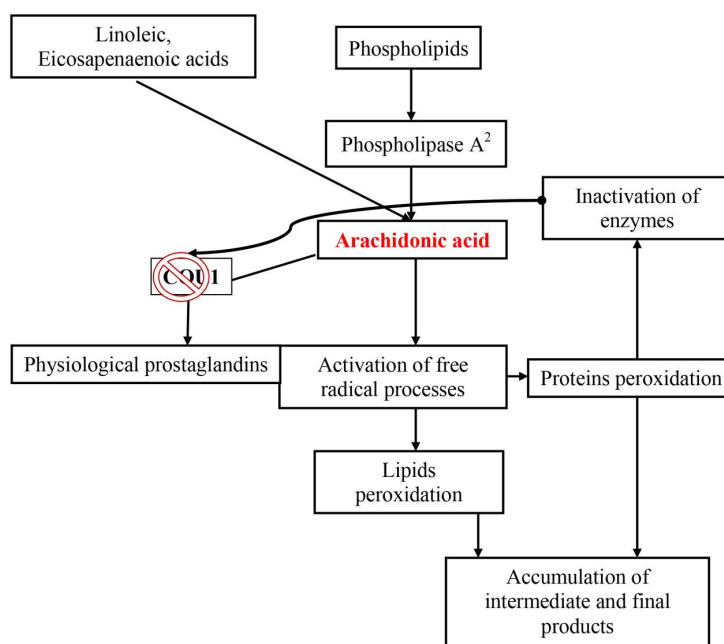 Linoleic,
Eicosapenaenoic acids
Phospholipids
Phospholipase A²
Inactivation of
enzymes
Arachidonic acid
Physiological prostaglandins
Activation of free
radical processes
Proteins peroxidation
Lipids
peroxidation
Accumulation of
intermediate and final
products